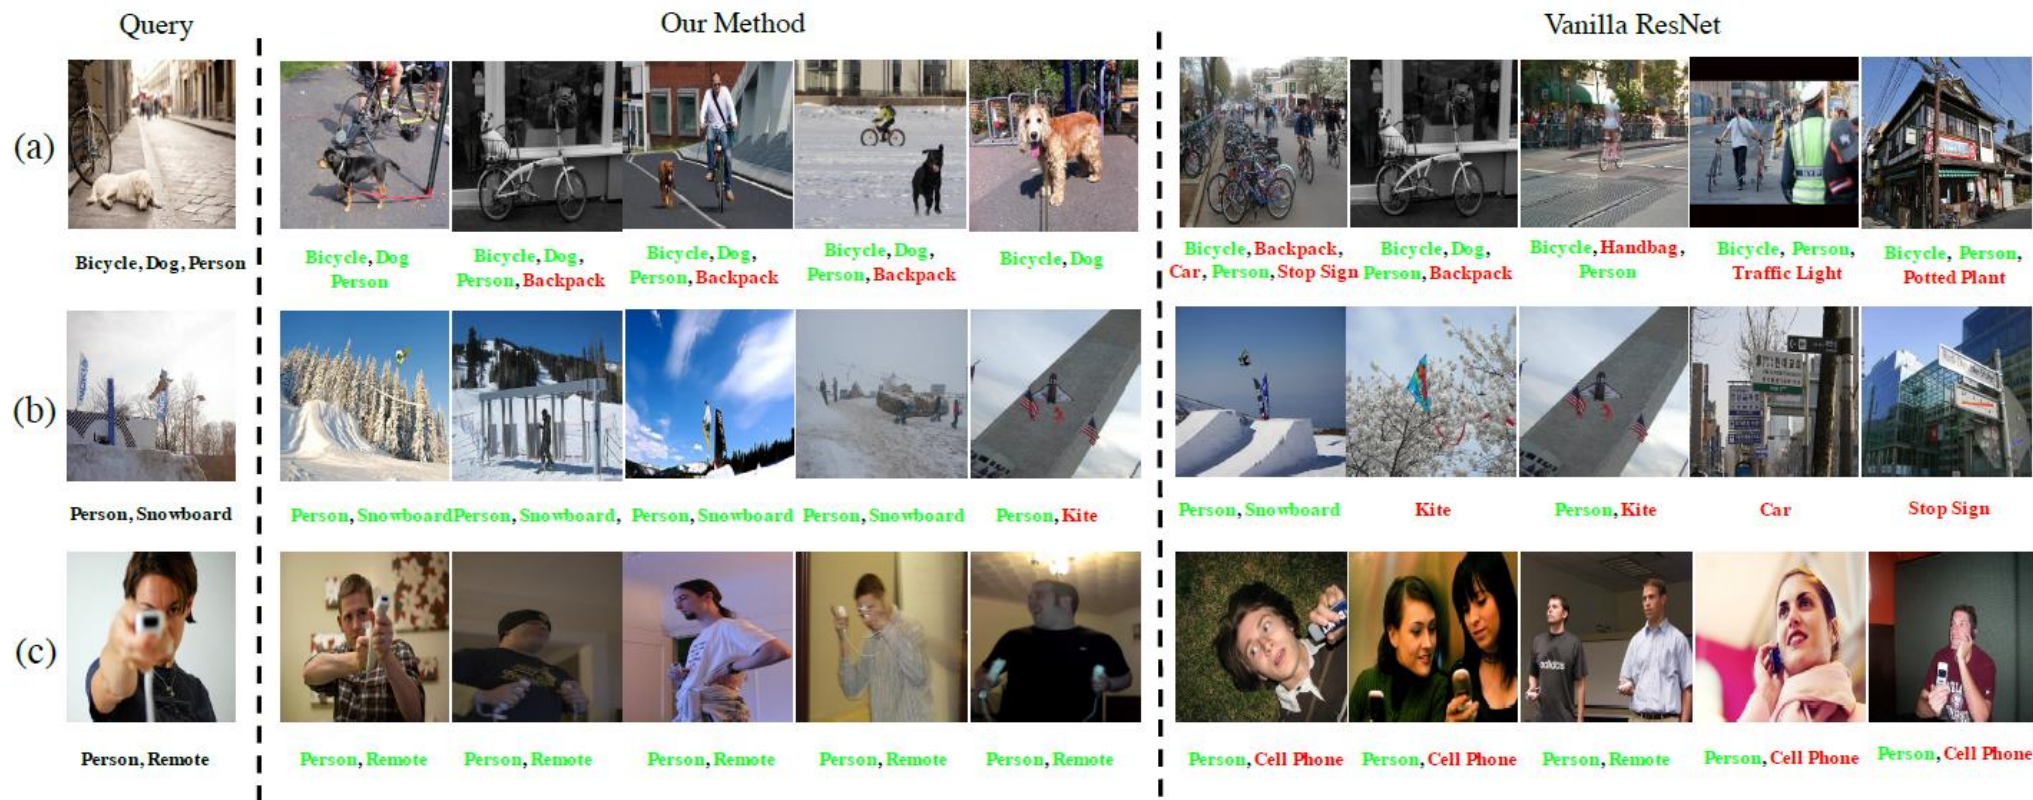 Query
Our Method
Vanilla ResNet
(a)
Bicycle, Dog, Person
Bicycle, Dog
Person
Bicycle, Dog,
Person, Backpack
Bicycle, Dog,
Person, Backpack
Bicycle, Dog,
Person, Backpack
Bicycle, Dog
Bicycle, Backpack,
Car, Person, Stop Sign
Bicycle, Dog,
Person, Backpack
Bicycle, Handbag,
Person
Bicycle, Person,
Traffic Light
Bicycle, Person,
Potted Plant
(b)
Person, Snowboard
Person, Snowboard
Person, Snowboard,
Person, Snowboard
Person, Snowboard
Person, Kite
Person, Snowboard
Kite
Person, Kite
Car
Stop Sign
(c)
adidas
Person, Remote
Person, Remote
Person, Remote
Person, Remote
Person, Remote
Person, Remote
Person, Cell Phone
Person, Cell Phone
Person, Remote
Person, Cell Phone
Person, Cell Phone